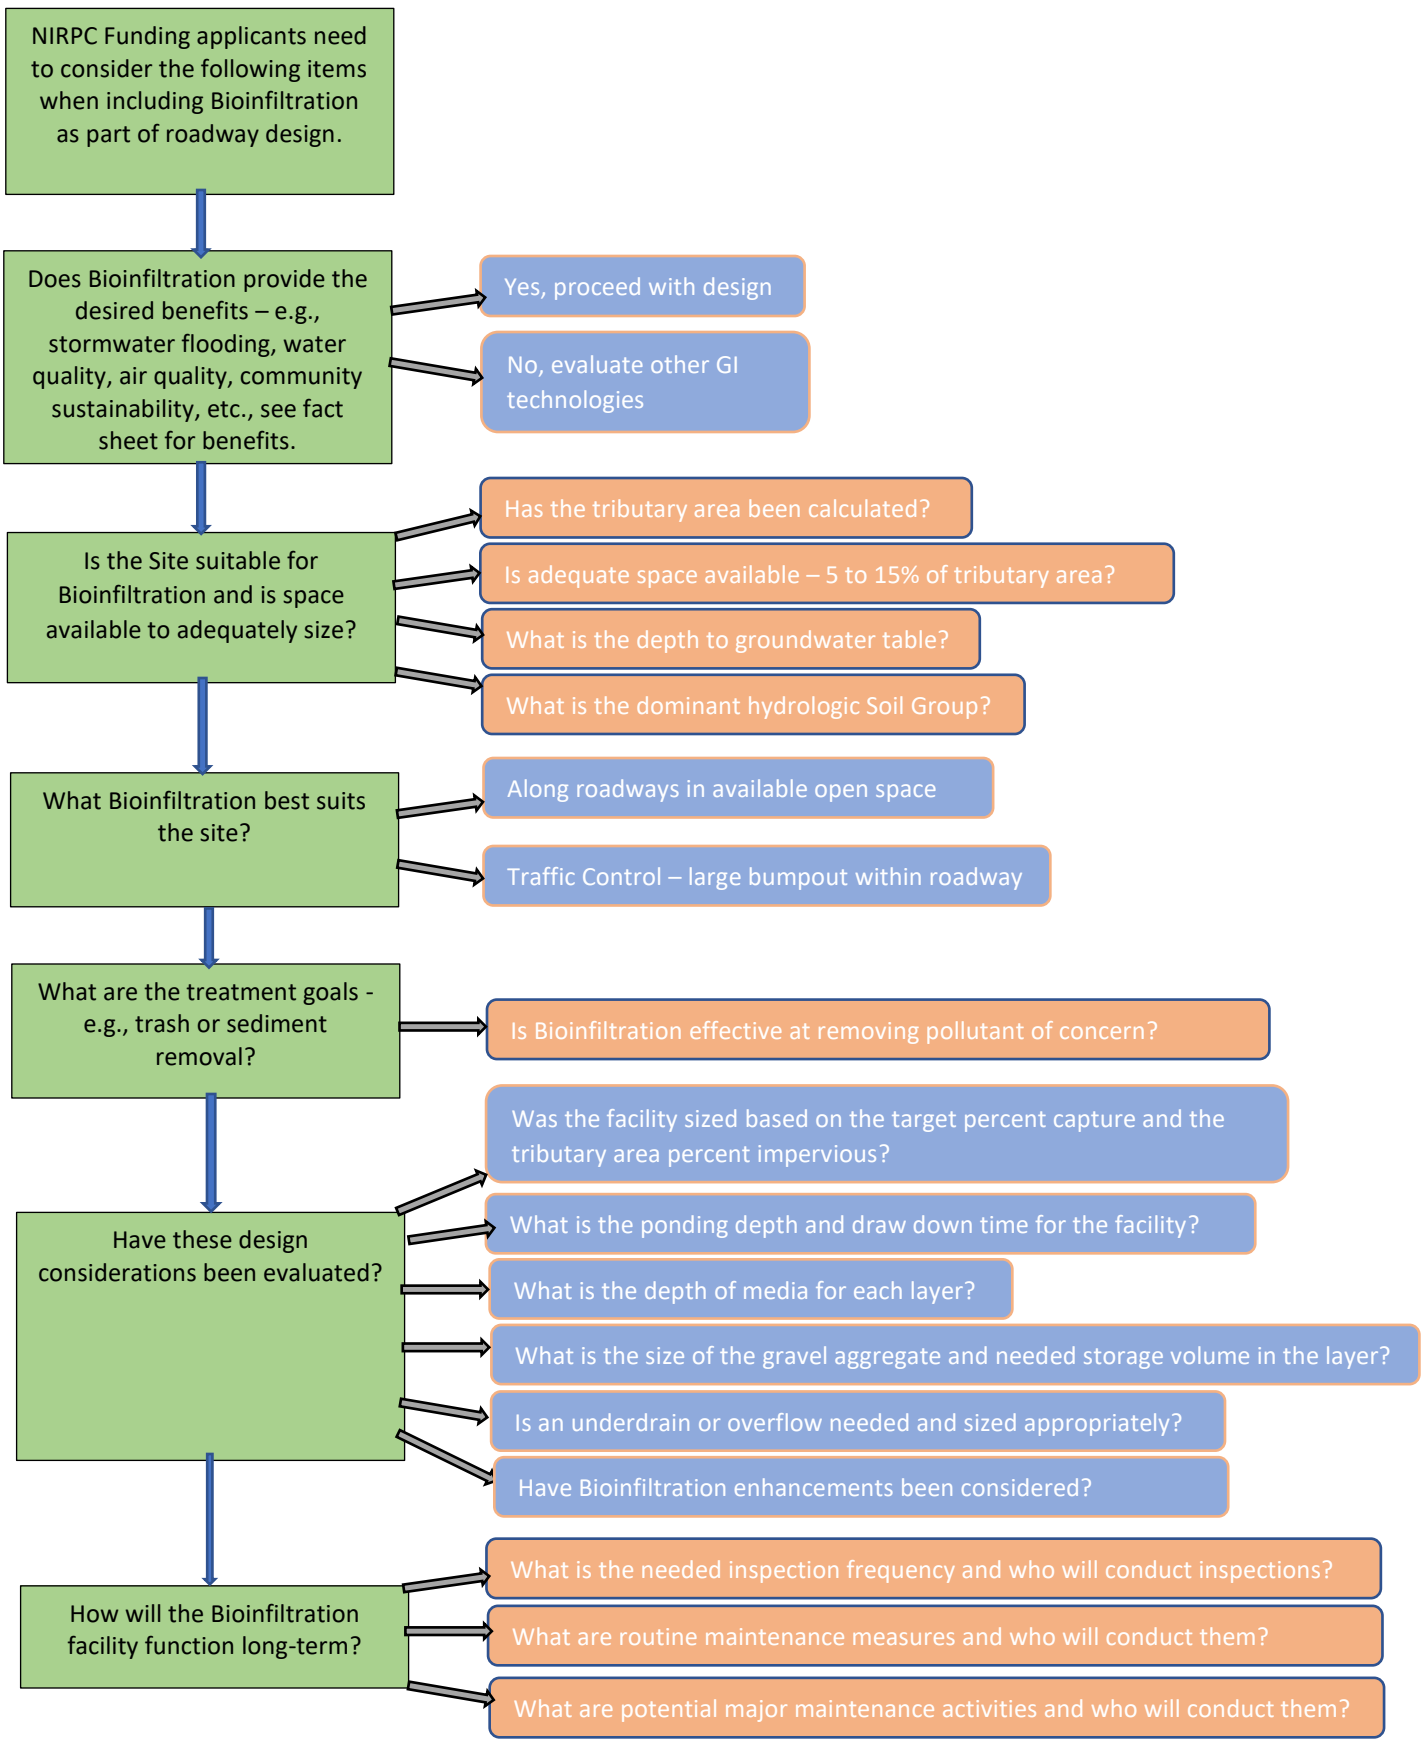 NIRPC Funding applicants need
to consider the following items
when including Bioinfiltration
as part of roadway design.
Does Bioinfiltration provide the
desired benefits – e.g.,
stormwater flooding, water
quality, air quality, community
sustainability, etc., see fact
sheet for benefits.
Yes, proceed with design
No, evaluate other GI
technologies
Is the Site suitable for
Bioinfiltration and is space
available to adequately size?
Has the tributary area been calculated?
Is adequate space available – 5 to 15% of tributary area?
What is the depth to groundwater table?
What is the dominant hydrologic Soil Group?
What Bioinfiltration best suits
the site?
Along roadways in available open space
Traffic Control – large bumpout within roadway
What are the treatment goals -
e.g., trash or sediment
removal?
Is Bioinfiltration effective at removing pollutant of concern?
Have these design
considerations been evaluated?
Was the facility sized based on the target percent capture and the
tributary area percent impervious?
What is the ponding depth and draw down time for the facility?
What is the depth of media for each layer?
What is the size of the gravel aggregate and needed storage volume in the layer?
Is an underdrain or overflow needed and sized appropriately?
Have Bioinfiltration enhancements been considered?
How will the Bioinfiltration
facility function long-term?
What is the needed inspection frequency and who will conduct inspections?
What are routine maintenance measures and who will conduct them?
What are potential major maintenance activities and who will conduct them?